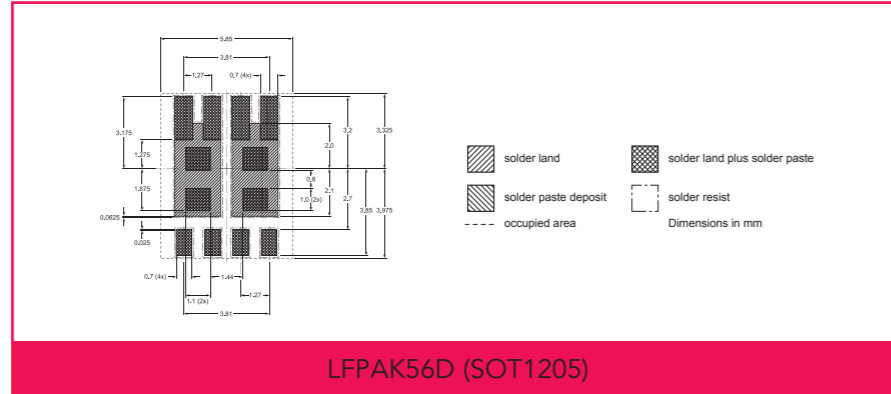 5.85
3.81
1.27
0.7 (4x)
3.175
3.2
3.325
2.0
1.275
0.8
1.875
2.1
1.0 (2x)
2.7
3.85
3.975
0.0625
0.025
0.7 (4x)
1.44
1.27
1.1 (2x)
3.81
solder land
solder land plus solder paste
solder paste deposit
solder resist
occupied area
Dimensions in mm
LFPAK56D (SOT1205)